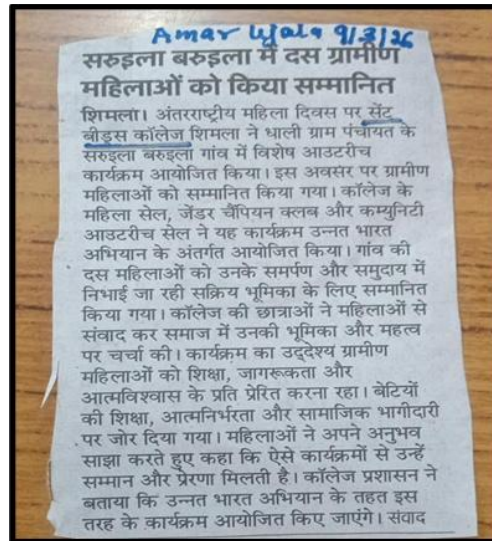 Amar Ujala 9/3/26
सरुइला बरुइला में दस ग्रामीण
महिलाओं को किया सम्मानित
शिमला। अंतरराष्ट्रीय महिला दिवस पर सेंट
बीड्स कॉलेज शिमला ने धाली ग्राम पंचायत के
सरुइला बरुइला गांव में विशेष आउटरीच
कार्यक्रम आयोजित किया। इस अवसर पर ग्रामीण
महिलाओं को सम्मानित किया गया। कॉलेज के
महिला सेल, जेंडर चैंपियन क्लब और कम्युनिटी
आउटरीच सेल ने यह कार्यक्रम उन्नत भारत
अभियान के अंतर्गत आयोजित किया। गांव की
दस महिलाओं को उनके समर्पण और समुदाय में
निभाई जा रही सक्रिय भूमिका के लिए सम्मानित
किया गया। कॉलेज की छात्राओं ने महिलाओं से
संवाद कर समाज में उनकी भूमिका और महत्व
पर चर्चा की। कार्यक्रम का उद्देश्य ग्रामीण
महिलाओं को शिक्षा, जागरूकता और
आत्मविश्वास के प्रति प्रेरित करना रहा। बेटियों
की शिक्षा, आत्मनिर्भरता और सामाजिक भागीदारी
पर जोर दिया गया। महिलाओं ने अपने अनुभव
साझा करते हुए कहा कि ऐसे कार्यक्रमों से उन्हें
सम्मान और प्रेरणा मिलती है। कॉलेज प्रशासन ने
बताया कि उन्नत भारत अभियान के तहत इस
तरह के कार्यक्रम आयोजित किए जाएंगे। संवाद